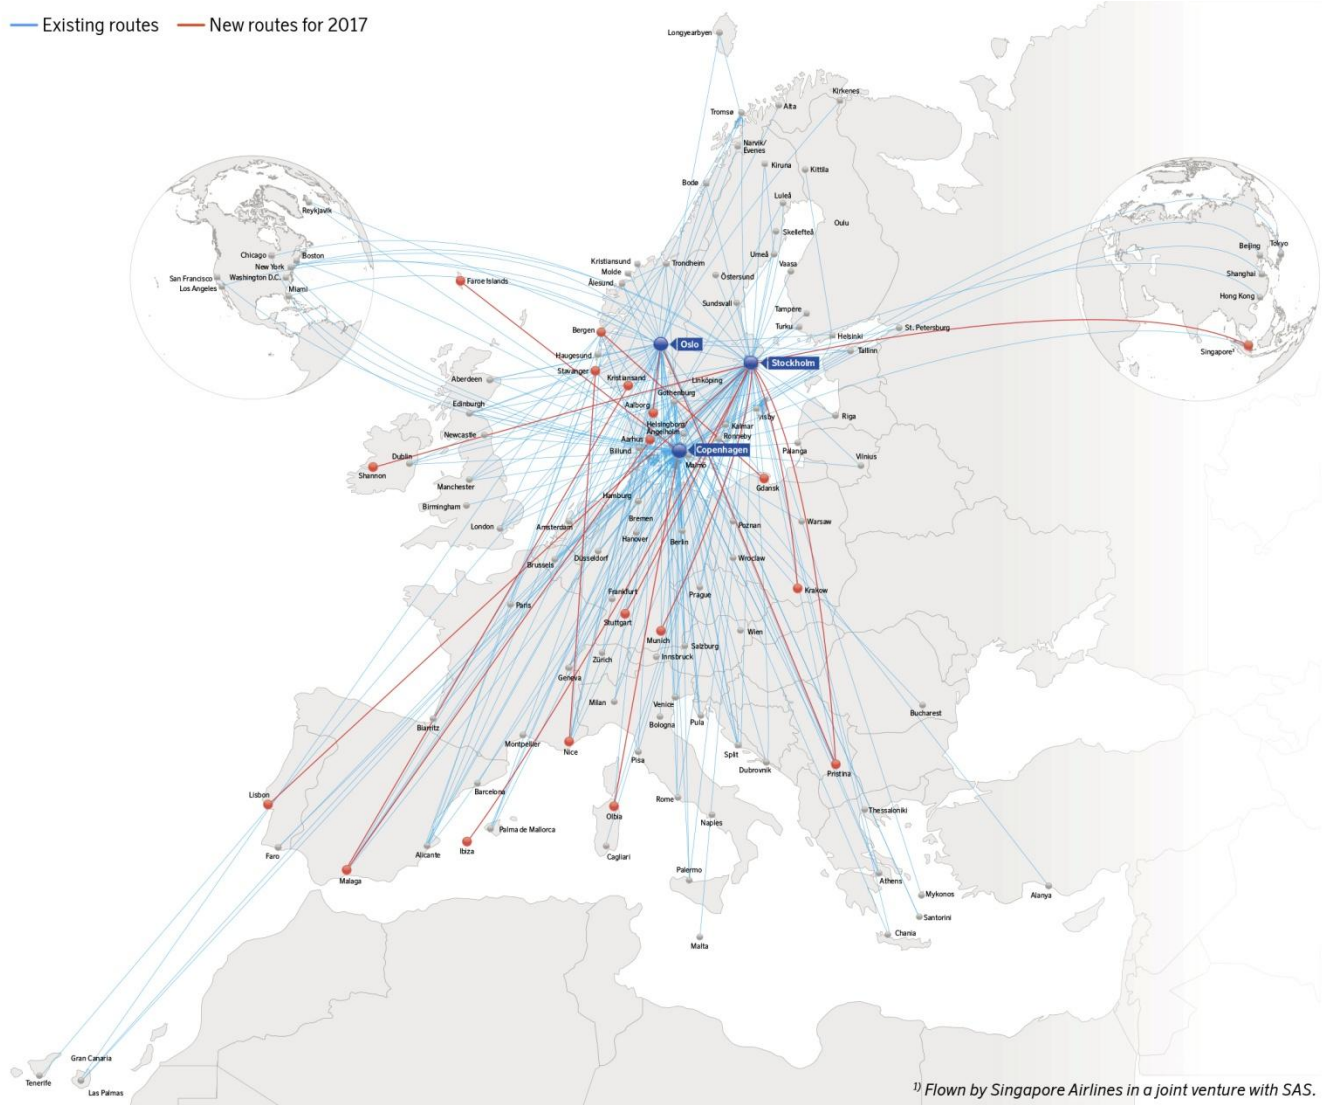 Existing routes
New routes for 2017
Longyearbyen
Kirkenes
Tromsø
Alta
Narvik/
Evenes
Kiruna
Kittila
Bodø
Luleå
Reykjavik
Oulu
Skellefteå
Chicago
Boston
New York
San Francisco
Washington D.C.
Los Angeles
Miami
Kristiansund
Molde
Ålesund
Trondheim
Umeå
Vaasa
Östersund
Beijing
Tokyo
Shanghai
Hong Kong
Singapore¹
Faroe Islands
Sundsvall
Tampere
Turku
Helsinki
St. Petersburg
Tallinn
Bergen
Oslo
Stockholm
Haugesund
Stavanger
Kristiansand
Linköping
Gothenburg
Aberdeen
Edinburgh
Aalborg
Visby
Riga
Helsingborg/
Ängelholm
Kalmar
Ronneby
Newcastle
Aarhus
Billund
Copenhagen
Malmö
Palanga
Vilnius
Dublin
Shannon
Gdansk
Manchester
Birmingham
Hamburg
London
Amsterdam
Bremen
Hanover
Berlin
Poznan
Warsaw
Düsseldorf
Brussels
Wroclaw
Frankfurt
Prague
Krakow
Paris
Stuttgart
Munich
Wien
Salzburg
Innsbruck
Zürich
Geneva
Milan
Venice
Bologna
Pula
Bucharest
Biarritz
Montpellier
Nice
Pisa
Split
Dubrovnik
Pristina
Lisbon
Barcelona
Rome
Olbia
Naples
Thessaloniki
Palma de Mallorca
Faro
Alicante
Ibiza
Cagliari
Malaga
Palermo
Athens
Mykonos
Alanya
Santorini
Chania
Malta
Gran Canaria
Tenerife
Las Palmas
¹⁾ Flown by Singapore Airlines in a joint venture with SAS.